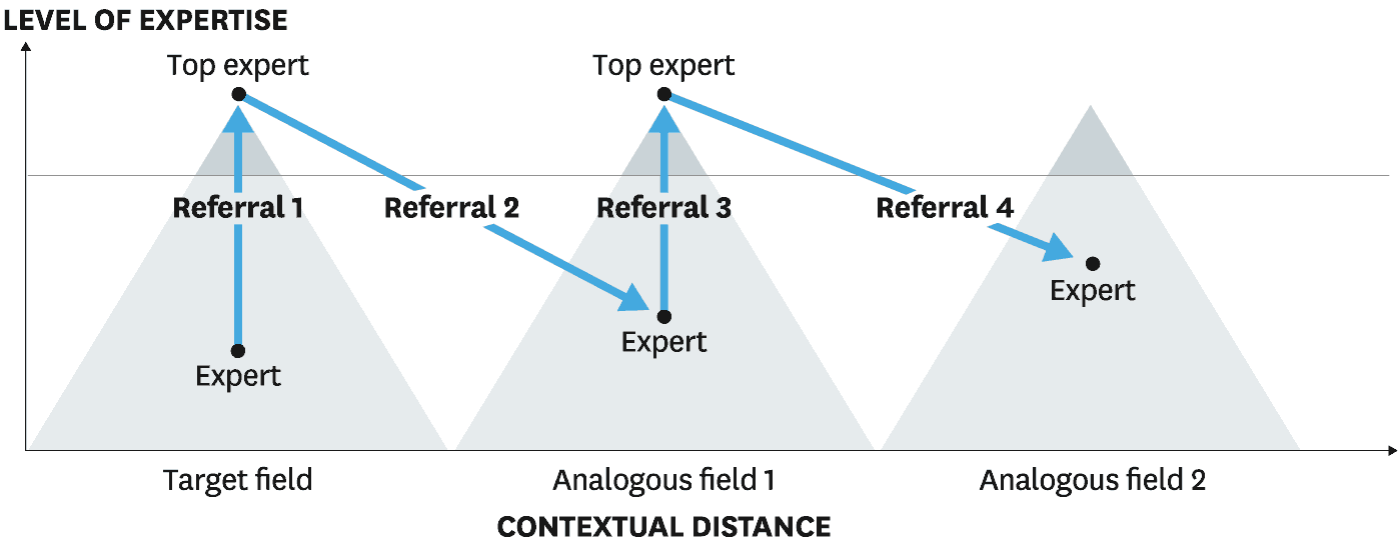 LEVEL OF EXPERTISE
Top expert
Top expert
Referral 1
Referral 2
Referral 3
Referral 4
Expert
Expert
Expert
Target field
Analogous field 1
Analogous field 2
CONTEXTUAL DISTANCE